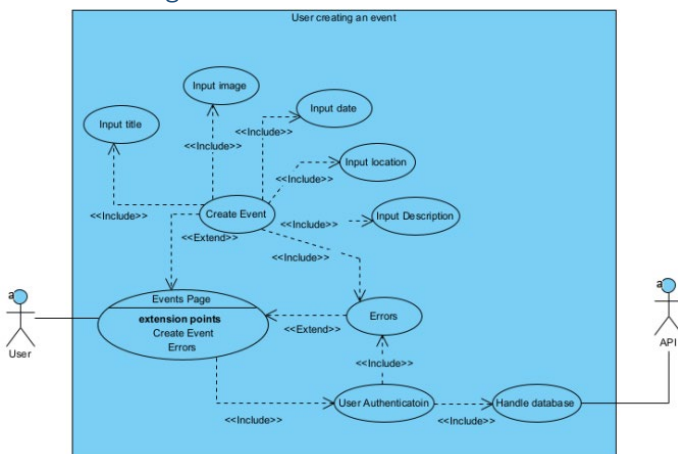 User creating an event
Input image
Input title
Input date
<<Include>>
<<Include>>
<<Include>>
Input location
<<Include>>
<<Include>>
Create Event
<<Include>>
Input Description
<<Extend>>
<<Include>>
Events Page
extension points
Create Event
Errors
Errors
<<Extend>>
a
User
a
API
<<Include>>
User Authenticatoin
Handle database
<<Include>>
<<Include>>